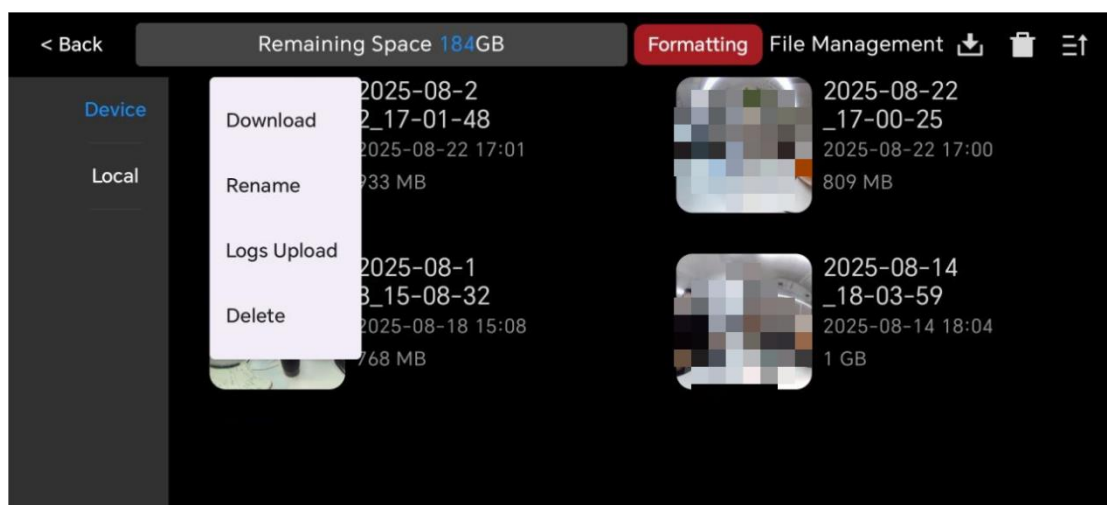 < Back
Remaining Space 184GB
Formatting
File Management
Device
Local
Download
Rename
Logs Upload
Delete
2025-08-2
2_17-01-48
2025-08-22 17:01
933 MB
2025-08-22
_17-00-25
2025-08-22 17:00
809 MB
2025-08-1
8_15-08-32
2025-08-18 15:08
768 MB
2025-08-14
_18-03-59
2025-08-14 18:04
1 GB